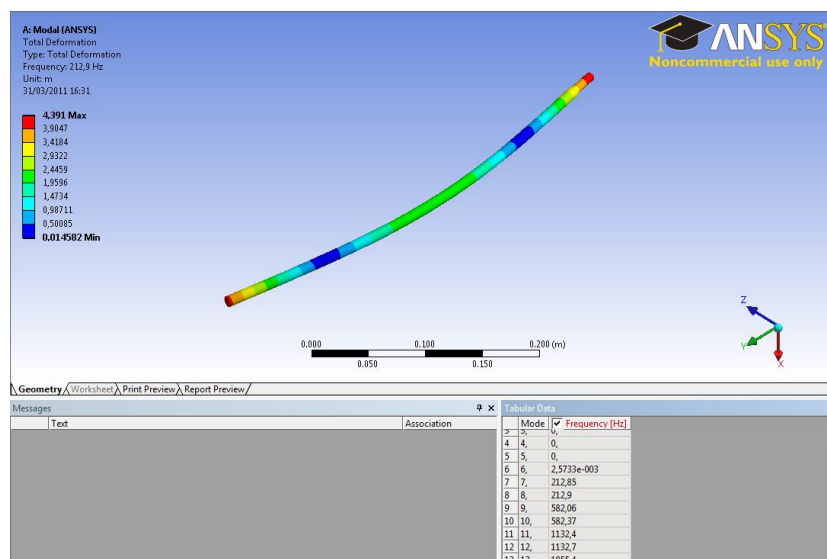 A: Modal (ANSYS)
Total Deformation
Type: Total Deformation
Frequency: 212,9 Hz
Unit: m
31/03/2011 16:31
4,391 Max
3,9047
3,4184
2,9322
2,4459
1,9596
1,4734
0,98711
0,50085
0,014582 Min
ANSYS
Noncommercial use only
0.000 0.100 0.200 (m)
0.050 0.150
Z
Y
X
Geometry Worksheet Print Preview Report Preview
Messages
Text Association
Tabular Data
Mode Frequency [Hz]
3 3, 0,
4 4, 0,
5 5, 0,
6 6, 2,5733e-003
7 7, 212,85
8 8, 212,9
9 9, 582,06
10 10, 582,37
11 11, 1132,4
12 12, 1132,7